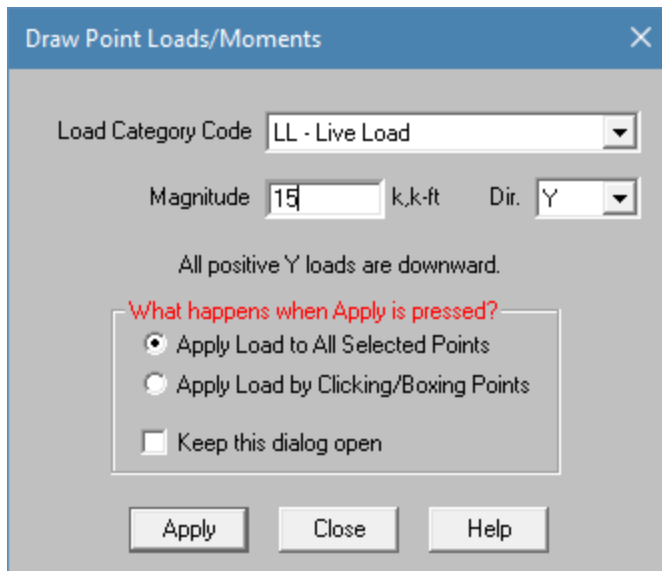 Draw Point Loads/Moments
Load Category Code LL - Live Load
Magnitude 15 k,k-ft Dir. Y
All positive Y loads are downward.
What happens when Apply is pressed?
Apply Load to All Selected Points
Apply Load by Clicking/Boxing Points
Keep this dialog open
Apply Close Help